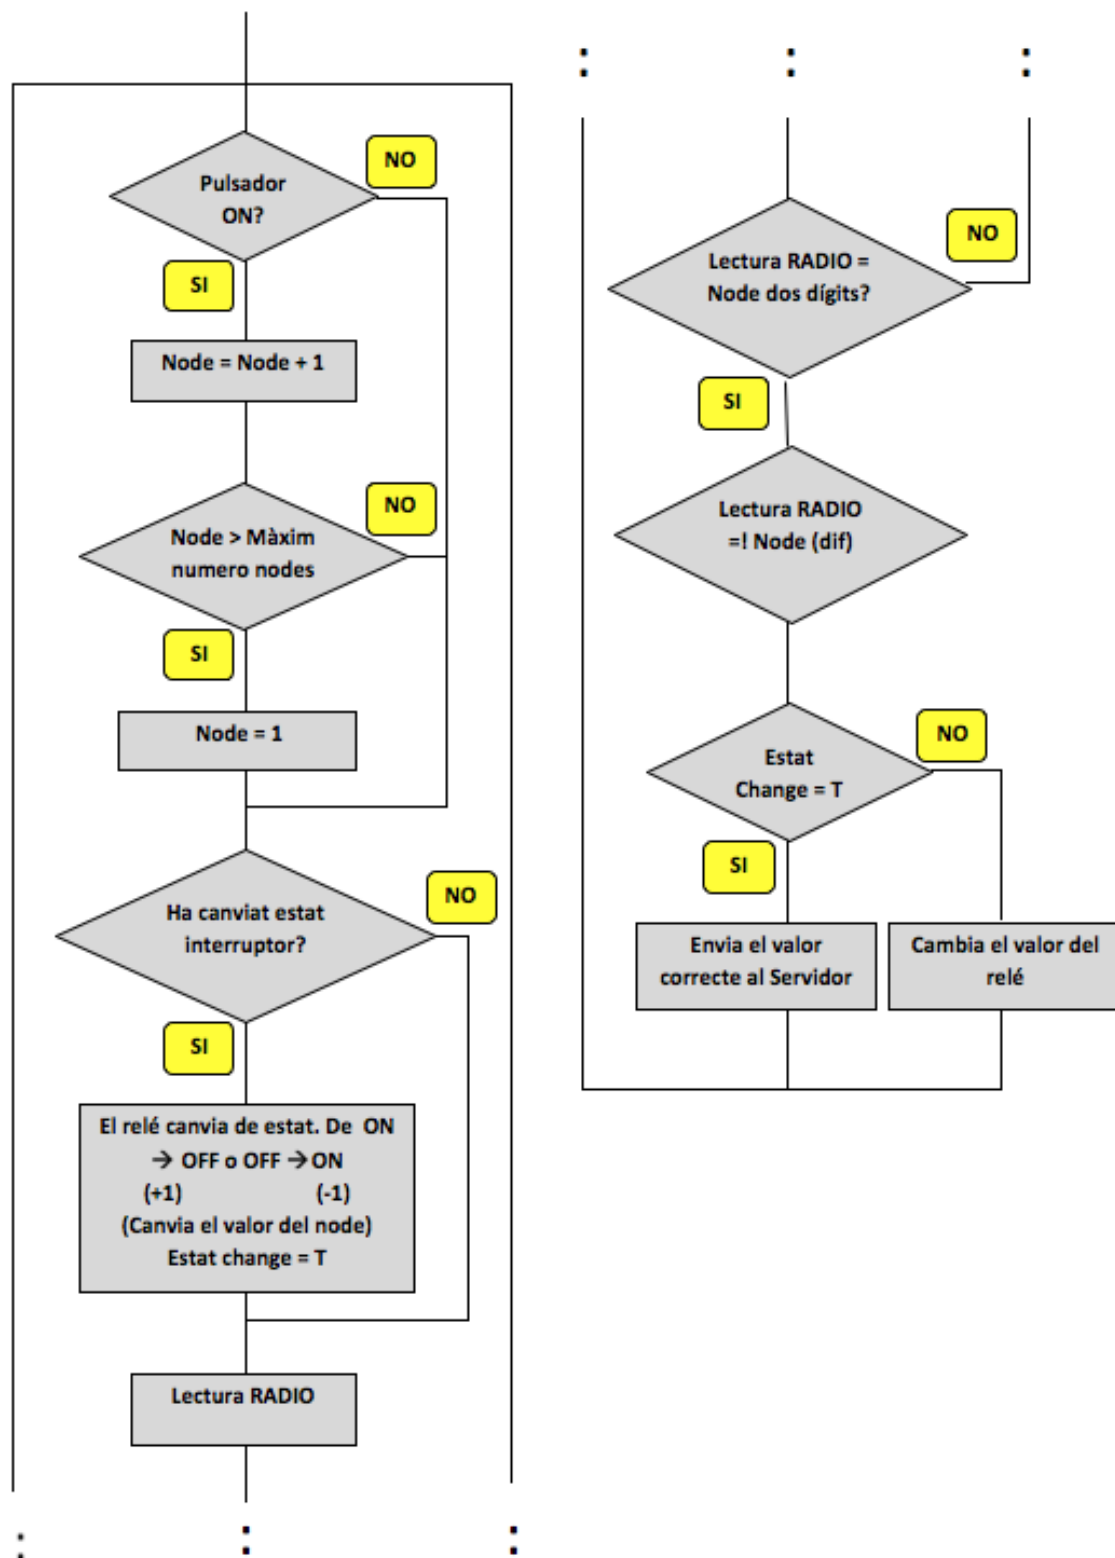 NO
Pulsador
ON?
SI
Node = Node + 1
NO
Node > Màxim
numero nodes
SI
Node = 1
NO
Ha canviat estat
interruptor?
SI
El relé canvia de estat. De ON
→ OFF o OFF → ON
(+1) (-1)
(Canvia el valor del node)
Estat change = T
Lectura RADIO
: : :
: : :
NO
Lectura RADIO =
Node dos dígits?
SI
Lectura RADIO
=! Node (dif)
NO
Estat
Change = T
SI
Envia el valor
correcte al Servidor
Cambia el valor del
relé